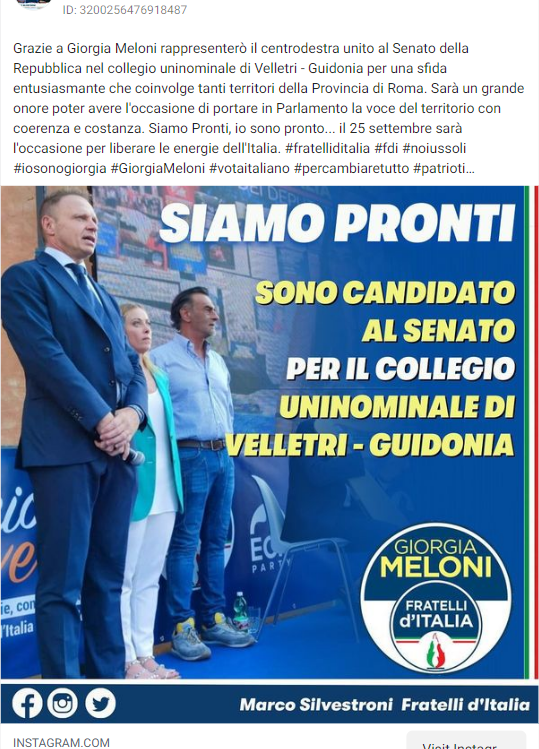 ID: 3200256476918487
Grazie a Giorgia Meloni rappresenterò il centrodestra unito al Senato della
Repubblica nel collegio uninominale di Velletri - Guidonia per una sfida
entusiasmante che coinvolge tanti territori della Provincia di Roma. Sarà un grande
onore poter avere l'occasione di portare in Parlamento la voce del territorio con
coerenza e costanza. Siamo Pronti, io sono pronto... il 25 settembre sarà
l'occasione per liberare le energie dell'Italia. #fratelliditalia #fdi #noiussoli
#iosonogiorgia #GiorgiaMeloni #votaitaliano #percambiaretutto #patrioti...
SIAMO PRONTI
SONO CANDIDATO
AL SENATO
PER IL COLLEGIO
UNINOMINALE DI
VELLETRI - GUIDONIA
PARTY
GIORGIA
MELONI
FRATELLI
d'ITALIA
Marco Silvestroni Fratelli d'Italia
INSTAGRAM.COM